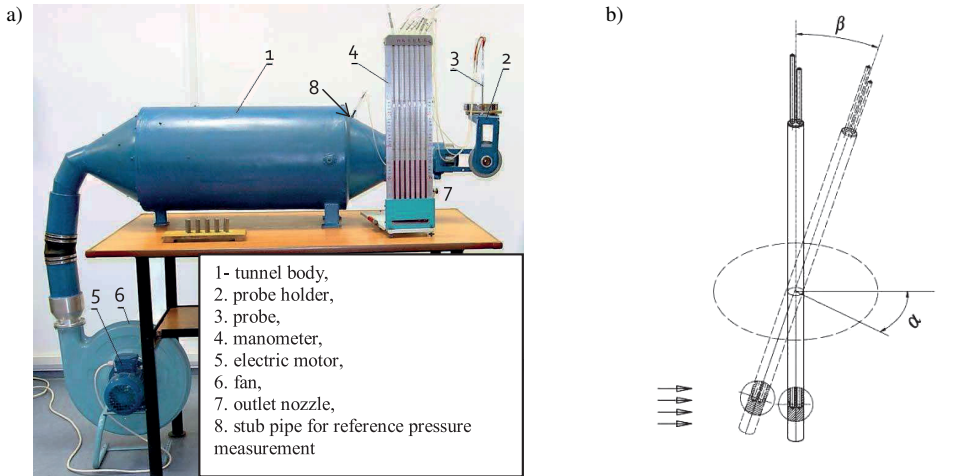 a)
b)
1
4
3
2
8
7
5
6
β
α
1- tunnel body,
2. probe holder,
3. probe,
4. manometer,
5. electric motor,
6. fan,
7. outlet nozzle,
8. stub pipe for reference pressure
measurement